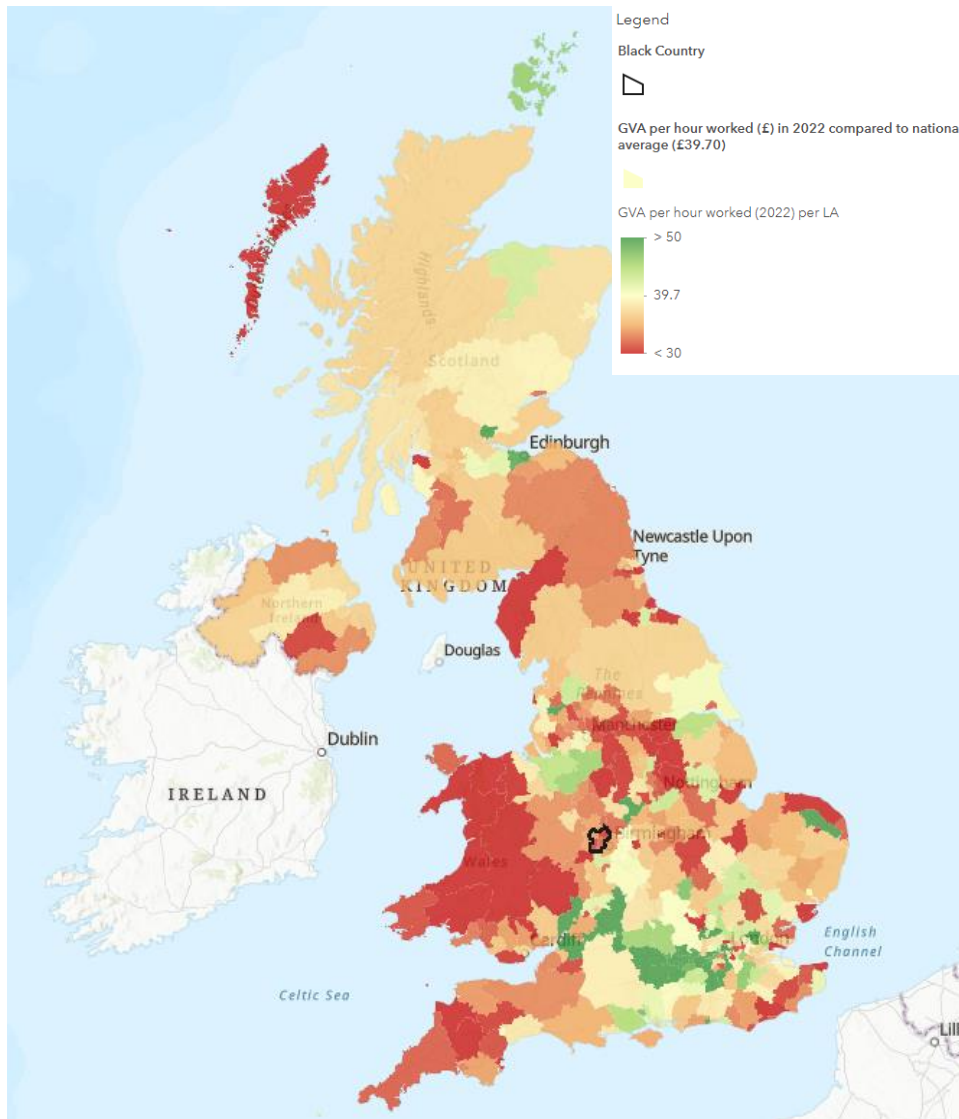 Legend
Black Country
GVA per hour worked (£) in 2022 compared to nationa
average (£39.70)
GVA per hour worked (2022) per LA
> 50
39.7
< 30
Highlands
Scotland
Edinburgh
Newcastle Upon
Tyne
UNITED
KINGDOM
Northern
Ireland
Douglas
The
Pennines
Manchester
Dublin
Nottingham
IRELAND
Birmingham
Wales
English
Channel
Cardiff
London
Celtic Sea
Lill